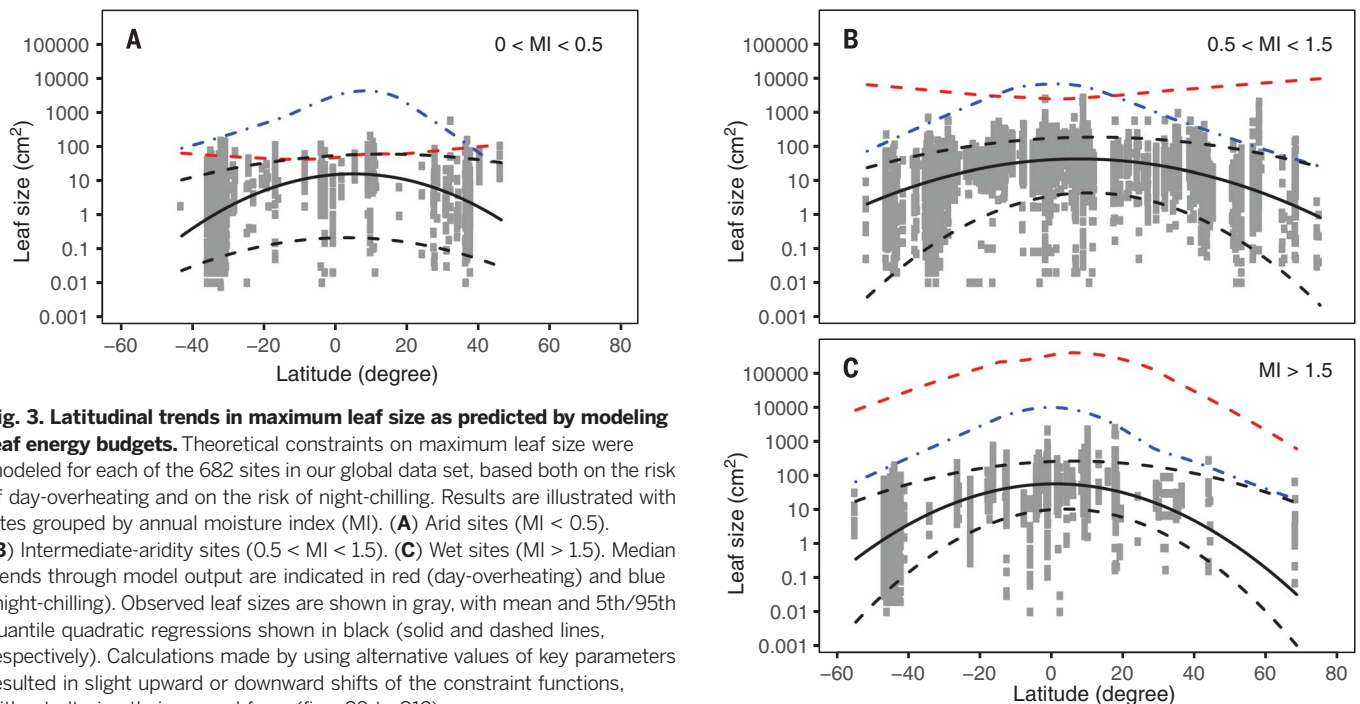 A
0 < MI < 0.5
100000
10000
1000
100
10
1
0.1
0.01
0.001
Leaf size (cm2)
−60 −40 −20 0 20 40 60 80
Latitude (degree)
B
0.5 < MI < 1.5
100000
10000
1000
100
10
1
0.1
0.01
0.001
Leaf size (cm2)
C
MI > 1.5
100000
10000
1000
100
10
1
0.1
0.01
0.001
Leaf size (cm2)
−60 −40 −20 0 20 40 60 80
Latitude (degree)
ig. 3. Latitudinal trends in maximum leaf size as predicted by modeling
eaf energy budgets. Theoretical constraints on maximum leaf size were
modeled for each of the 682 sites in our global data set, based both on the risk
f day-overheating and on the risk of night-chilling. Results are illustrated with
ites grouped by annual moisture index (MI). (A) Arid sites (MI < 0.5).
B) Intermediate-aridity sites (0.5 < MI < 1.5). (C) Wet sites (MI > 1.5). Median
ends through model output are indicated in red (day-overheating) and blue
night-chilling). Observed leaf sizes are shown in gray, with mean and 5th/95th
uantile quadratic regressions shown in black (solid and dashed lines,
espectively). Calculations made by using alternative values of key parameters
esulted in slight upward or downward shifts of the constraint functions,